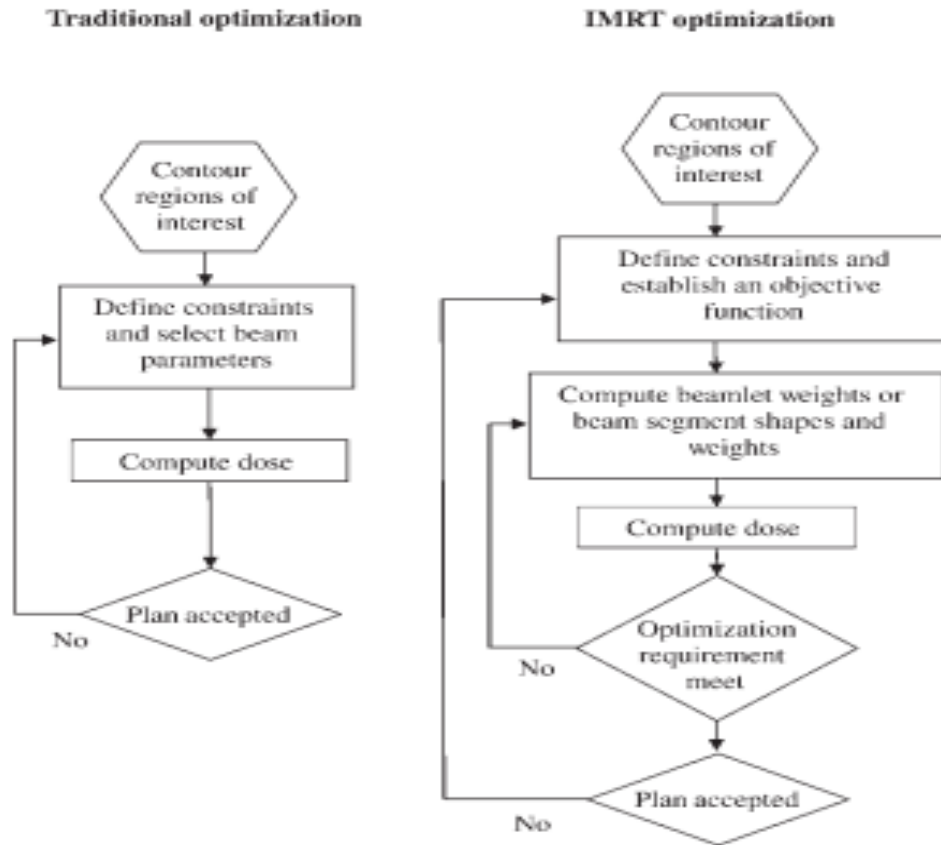 Traditional optimization
Contour
regions of
interest
Define constraints
and select beam
parameters
Compute dose
Plan accepted
No
IMRT optimization
Contour
regions of
interest
Define constraints and
establish an objective
function
Compute beamlet weights or
beam segment shapes and
weights
Compute dose
Optimization
requirement
meet
No
Plan accepted
No